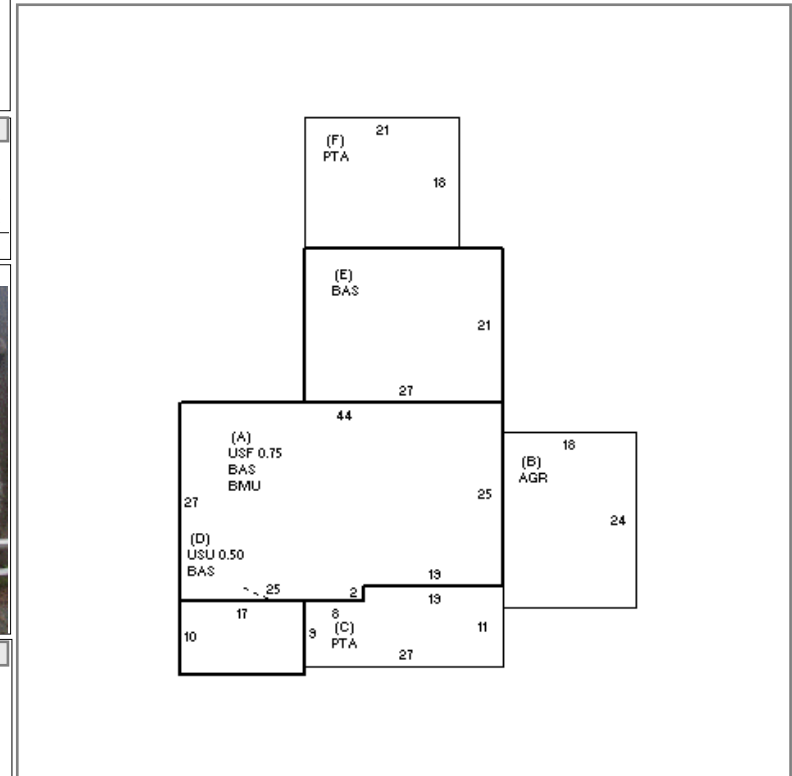 21
(F)
PTA
18
(E)
BAS
21
27
44
(A)
USF 0.75
BAS
BMU
27
25
18
(B)
AGR
24
(D)
USU 0.50
BAS
25
2
19
19
17
10
8
9
(C)
PTA
11
27